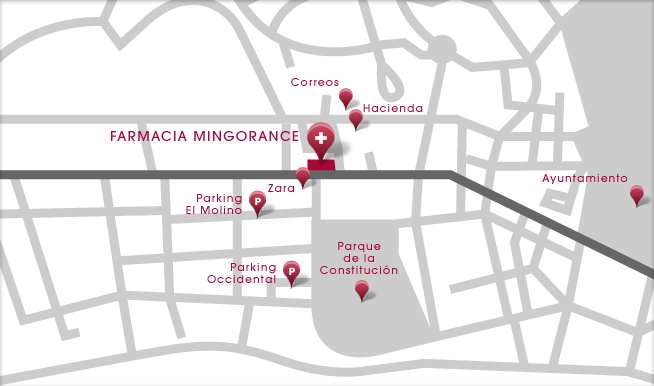 Correos
Hacienda
FARMACIA MINGORANCE
Ayuntamiento
Zara
Parking
El Molino
P
Parque
de la
Constitución
Parking
Occidental
P